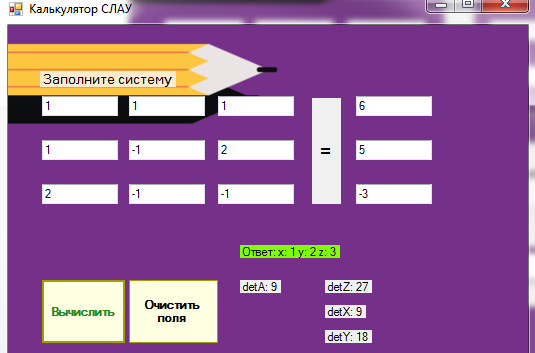 Калькулятор СЛАУ
Заполните систему
1 1 1 6
1 -1 2 = 5
2 -1 -1 -3
Ответ: x: 1 y: 2 z: 3
detA: 9 detZ: 27
Вычислить Очистить поля
detX: 9
detY: 18